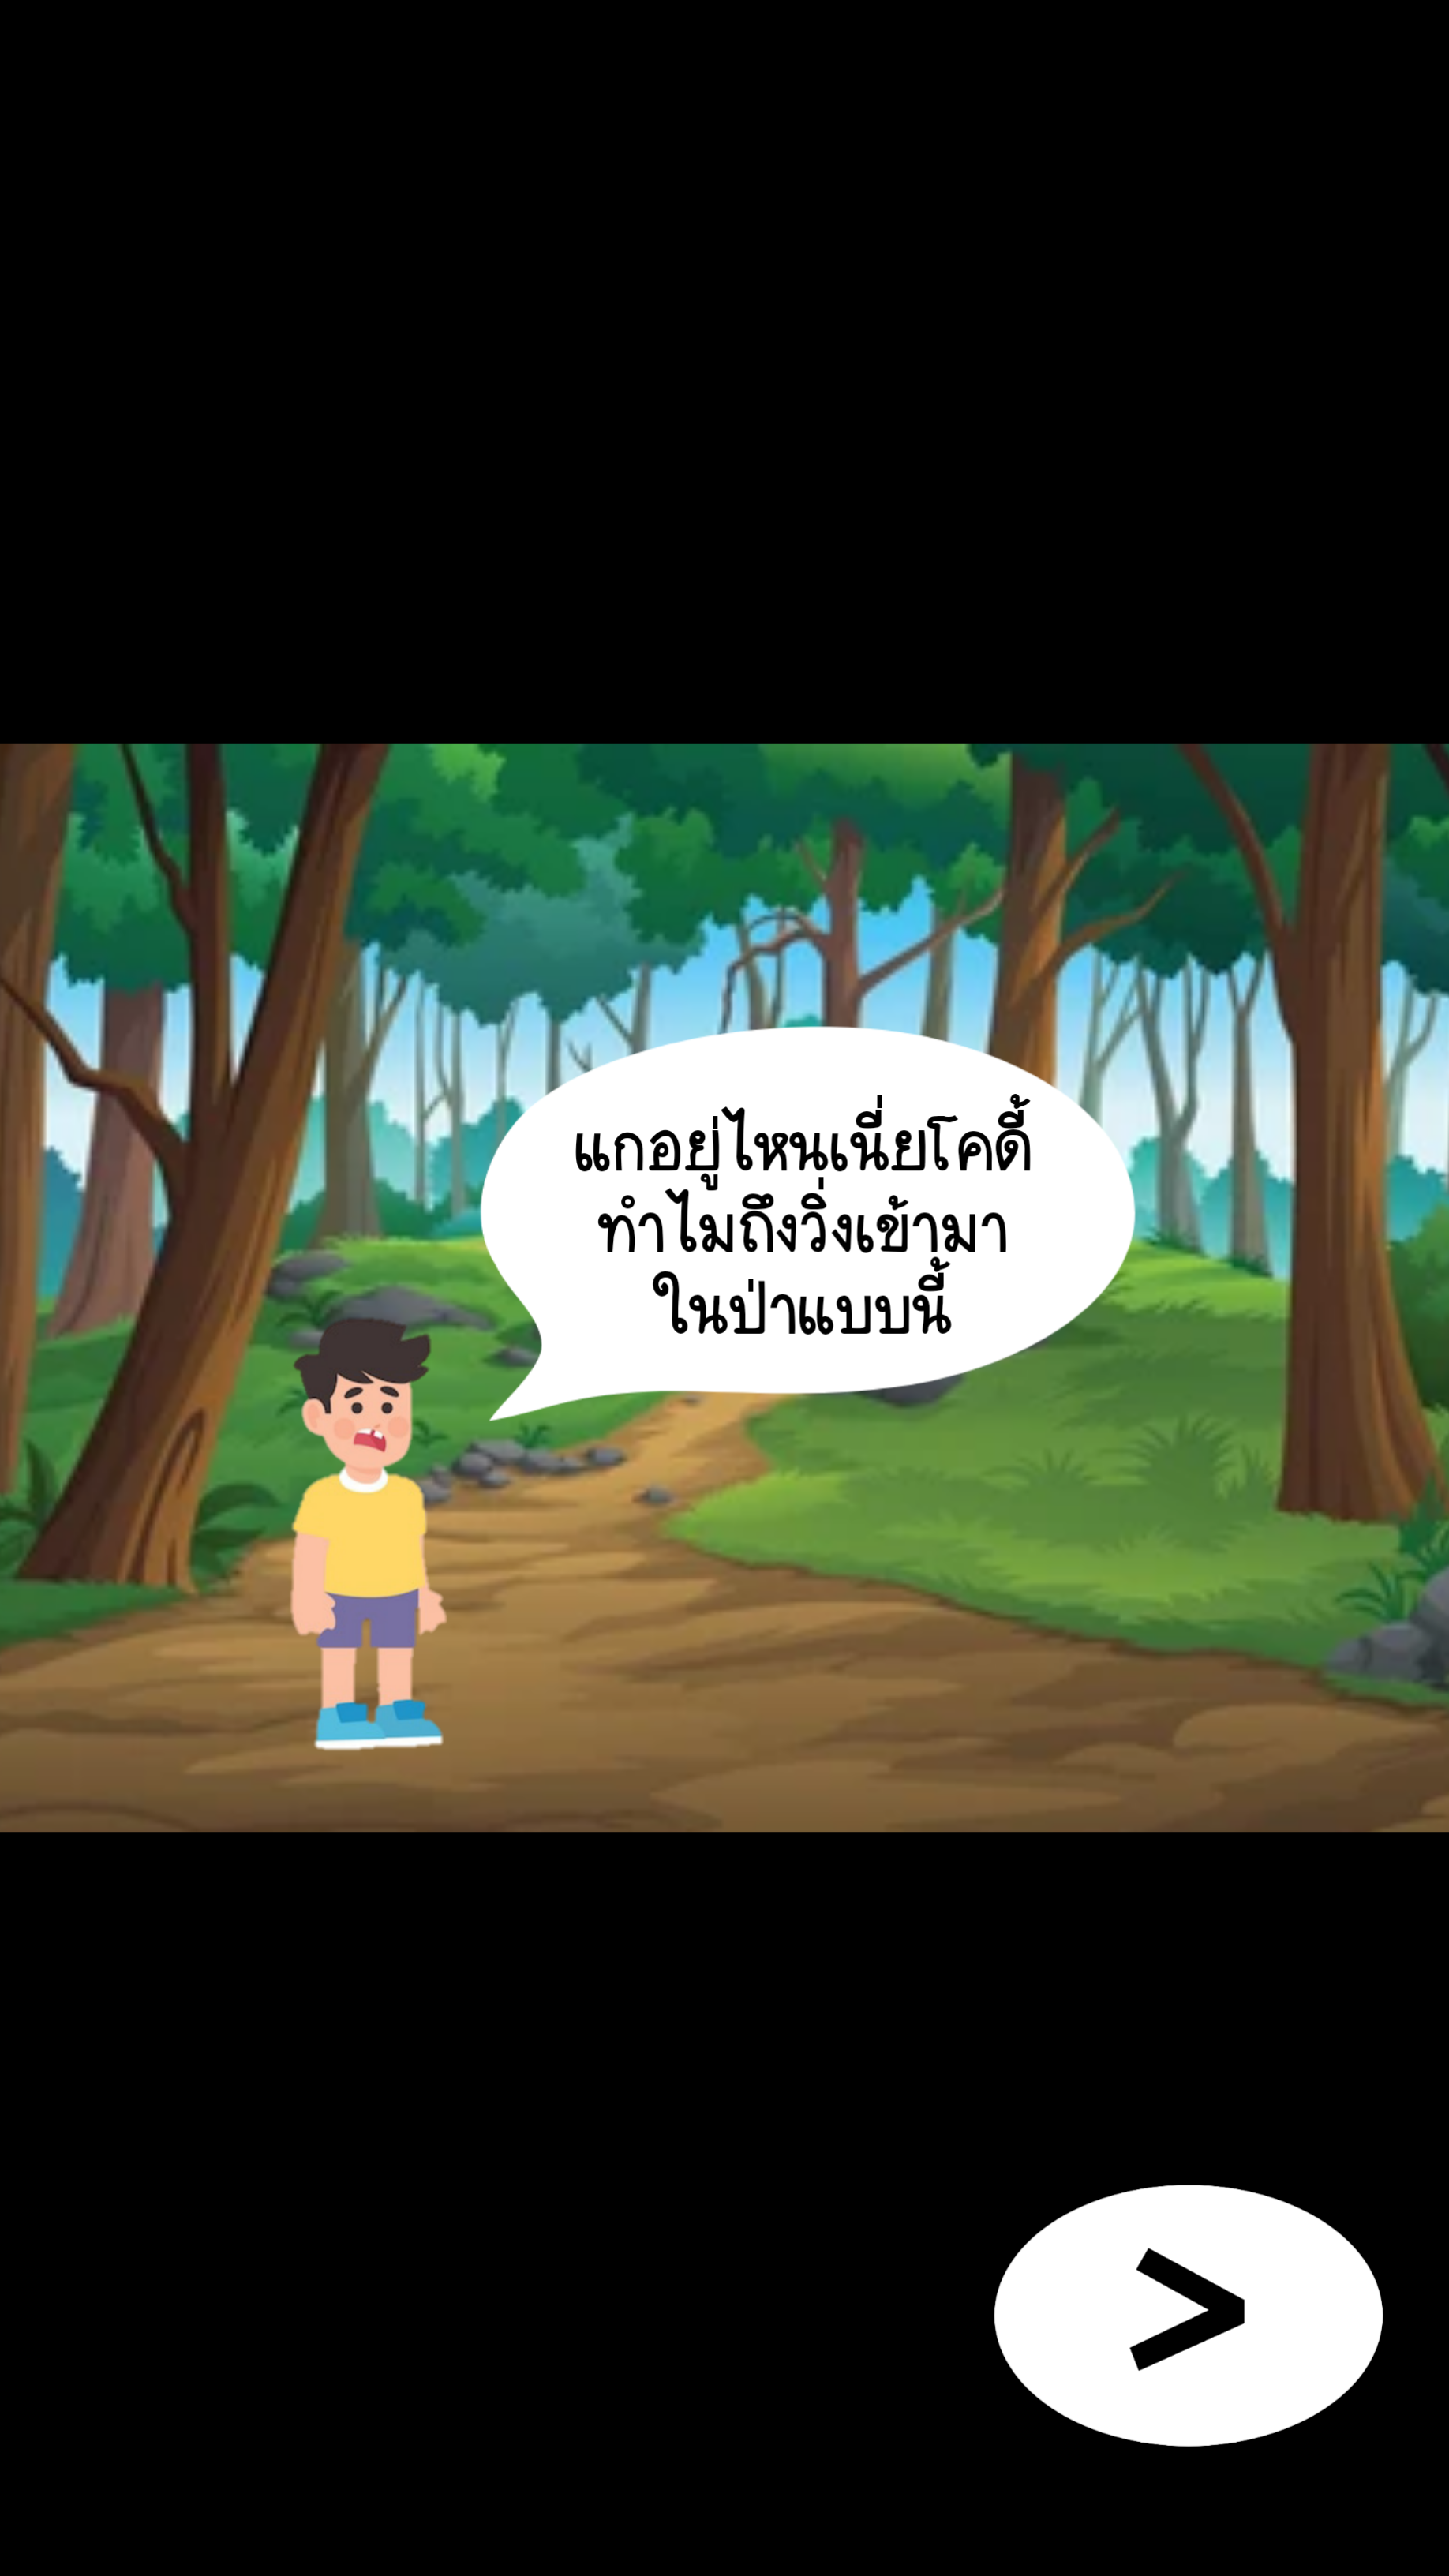 แกอยู่ไหนเนี่ยโคดี้
ทำไมถึงวิ่งเข้ามา
ในป่าแบบนี้
>